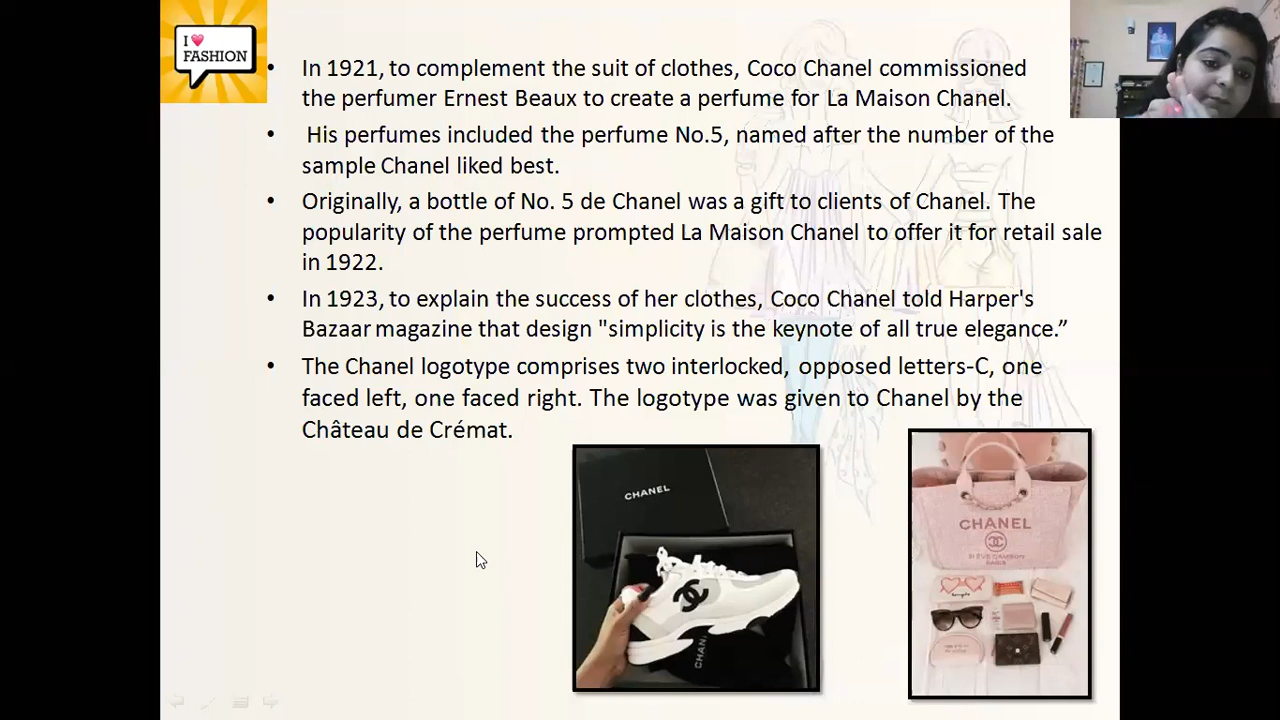 I
FASHION
• In 1921, to complement the suit of clothes, Coco Chanel commissioned
the perfumer Ernest Beaux to create a perfume for La Maison Chanel.
• His perfumes included the perfume No.5, named after the number of the
sample Chanel liked best.
• Originally, a bottle of No. 5 de Chanel was a gift to clients of Chanel. The
popularity of the perfume prompted La Maison Chanel to offer it for retail sale
in 1922.
• In 1923, to explain the success of her clothes, Coco Chanel told Harper's
Bazaar magazine that design "simplicity is the keynote of all true elegance.”
• The Chanel logotype comprises two interlocked, opposed letters-C, one
faced left, one faced right. The logotype was given to Chanel by the
Château de Crémat.
CHANEL
CHAN
CHANEL
CAMBON
PARIS